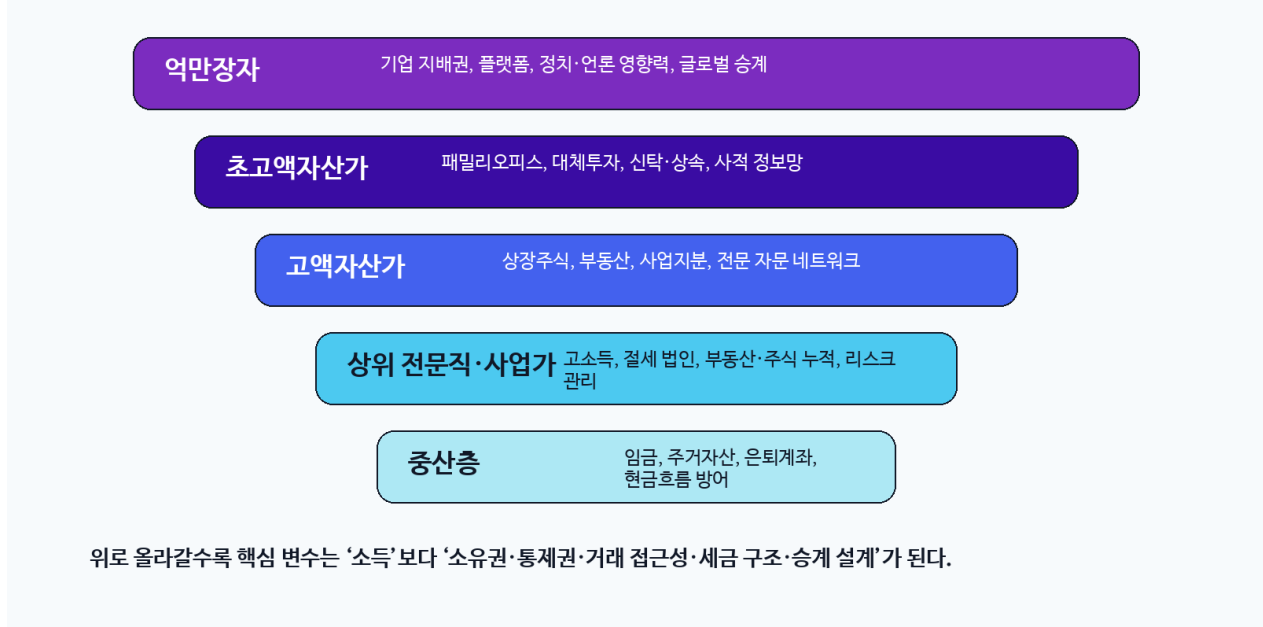 억만장자
기업 지배권, 플랫폼, 정치·언론 영향력, 글로벌 승계
초고액자산가
패밀리오피스, 대체투자, 신탁·상속, 사적 정보망
고액자산가
상장주식, 부동산, 사업지분, 전문 자문 네트워크
상위 전문직·사업가
고소득, 절세 법인, 부동산·주식 누적, 리스크
관리
중산층
임금, 주거자산, 은퇴계좌,
현금흐름 방어
위로 올라갈수록 핵심 변수는 ‘소득’보다 ‘소유권·통제권·거래 접근성·세금 구조·승계 설계’가 된다.